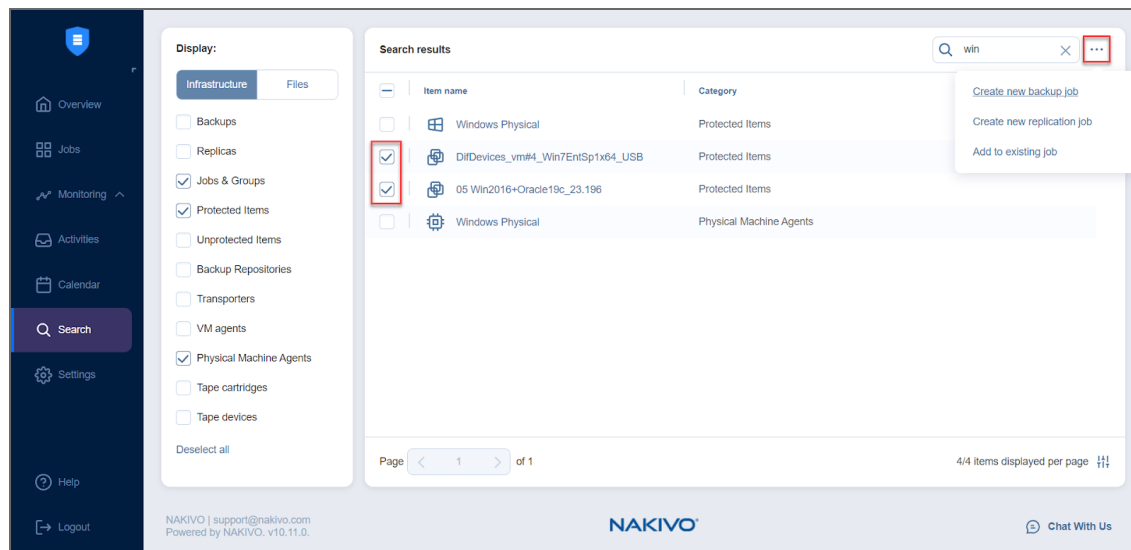 Overview
Jobs
Monitoring
Activities
Calendar
Search
Settings
Help
Logout
Display:
Infrastructure
Files
Backups
Replicas
Jobs & Groups
Protected Items
Unprotected Items
Backup Repositories
Transporters
VM agents
Physical Machine Agents
Tape cartridges
Tape devices
Deselect all
Search results
win
Create new backup job
Create new replication job
Add to existing job
Item name Category
Windows Physical Protected Items
DifDevices_vm#4_Win7EntSp1x64_USB Protected Items
05 Win2016+Oracle19c_23.196 Protected Items
Windows Physical Physical Machine Agents
Page 1 of 1
4/4 items displayed per page
NAKIVO | support@nakivo.com
Powered by NAKIVO. v10.11.0.
NAKIVO®
Chat With Us